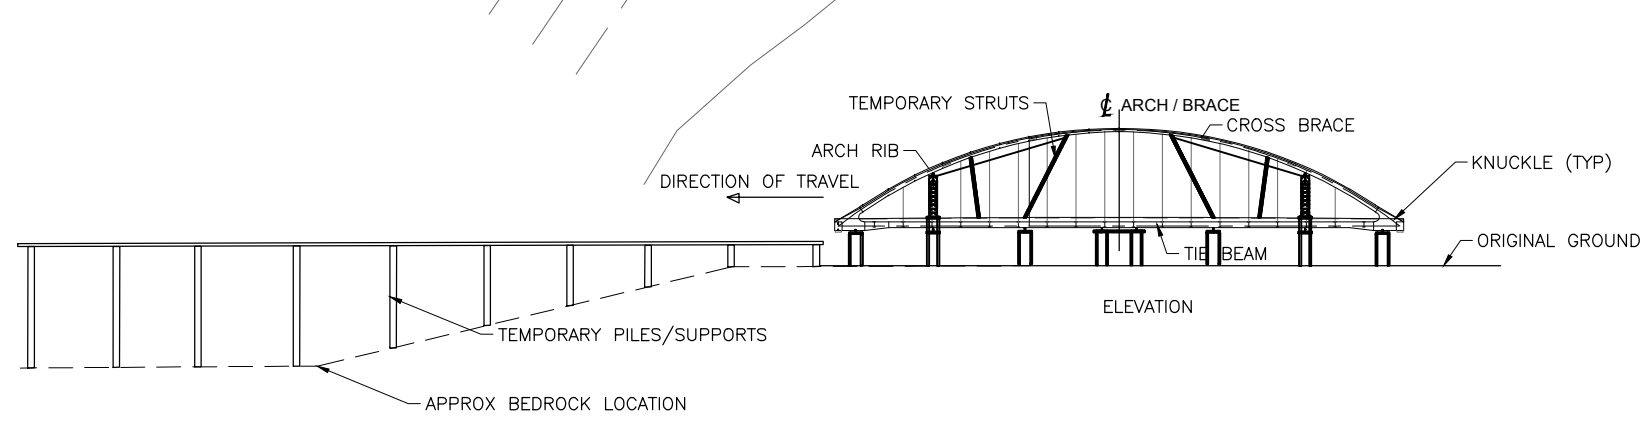 TEMPORARY STRUTS
℄ ARCH / BRACE
CROSS BRACE
ARCH RIB
KNUCKLE (TYP)
DIRECTION OF TRAVEL
ORIGINAL GROUND
TIE BEAM
ELEVATION
TEMPORARY PILES/SUPPORTS
APPROX BEDROCK LOCATION